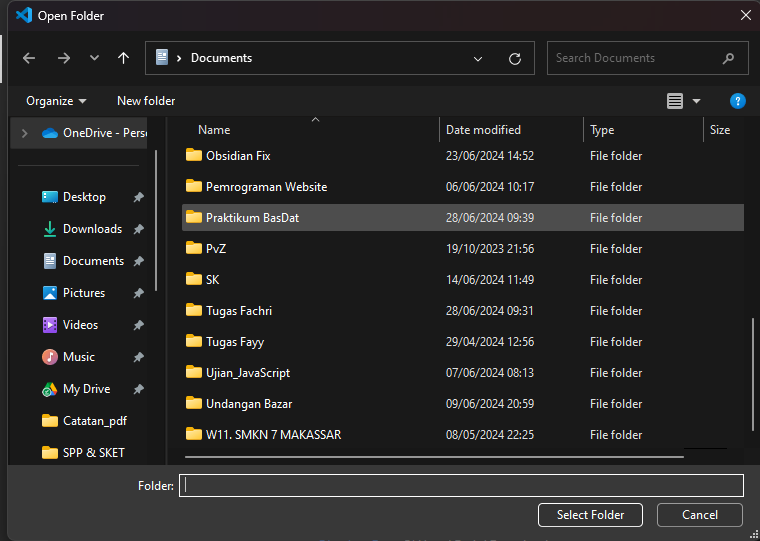 Open Folder
Documents
Search Documents
Organize
New folder
?
Name
Date modified
Type
Size
OneDrive - Perso
Desktop
Downloads
Documents
Pictures
Videos
Music
My Drive
Catatan_pdf
SPP & SKET
Obsidian Fix 23/06/2024 14:52 File folder
Pemrograman Website 06/06/2024 10:17 File folder
Praktikum BasDat 28/06/2024 09:39 File folder
PvZ 19/10/2023 21:56 File folder
SK 14/06/2024 11:49 File folder
Tugas Fachri 28/06/2024 09:31 File folder
Tugas Fayy 29/04/2024 12:56 File folder
Ujian_JavaScript 07/06/2024 08:13 File folder
Undangan Bazar 09/06/2024 20:59 File folder
W11. SMKN 7 MAKASSAR 08/05/2024 22:25 File folder
Folder:
Select Folder
Cancel